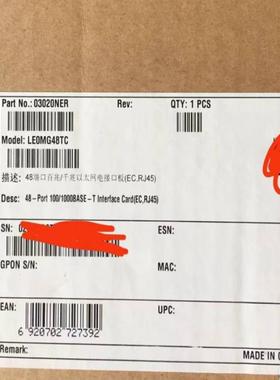 Part No.: 03020NER Rev: QTY: 1 PCS
Model: LE0MG48TC
描述: 48端口百兆/千兆以太网电接口板(EC,RJ45)
Desc: 48-Port 100/1000BASE-T Interface Card(EC,RJ45)
SN: ESN:
GPON S/N: MAC:
EAN: UPC:
6 920702 727392
Remark: MADE IN